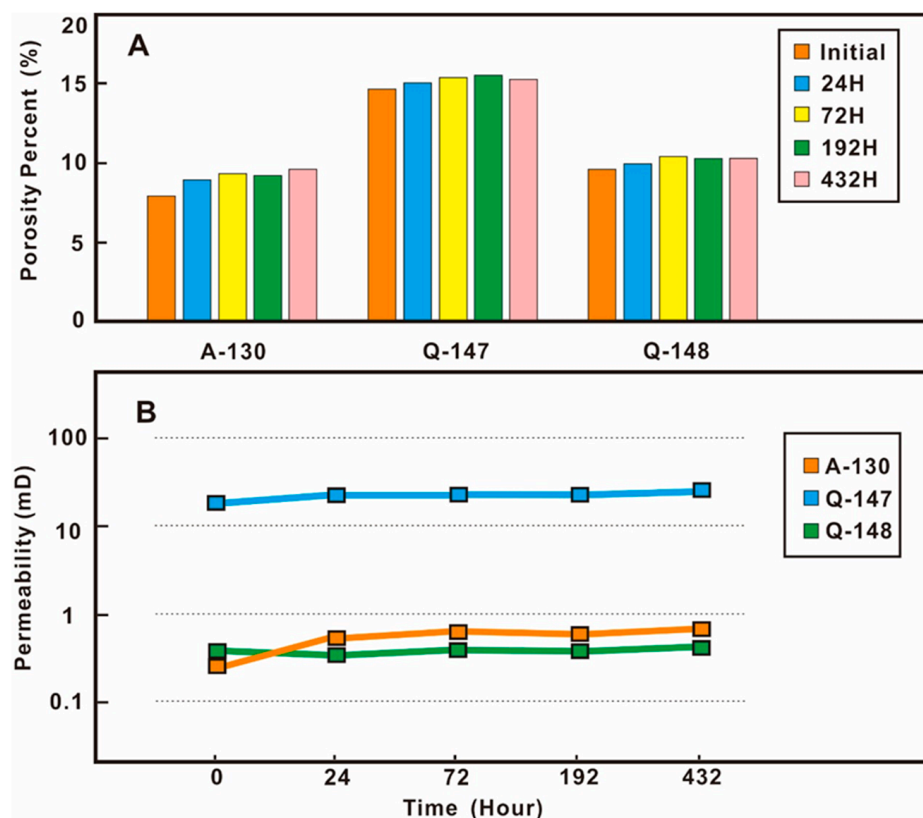 A
Porosity Percent (%)
20
15
10
5
0
Initial
24H
72H
192H
432H
A-130
Q-147
Q-148
B
Permeability (mD)
100
10
1
0.1
A-130
Q-147
Q-148
0
24
72
192
432
Time (Hour)